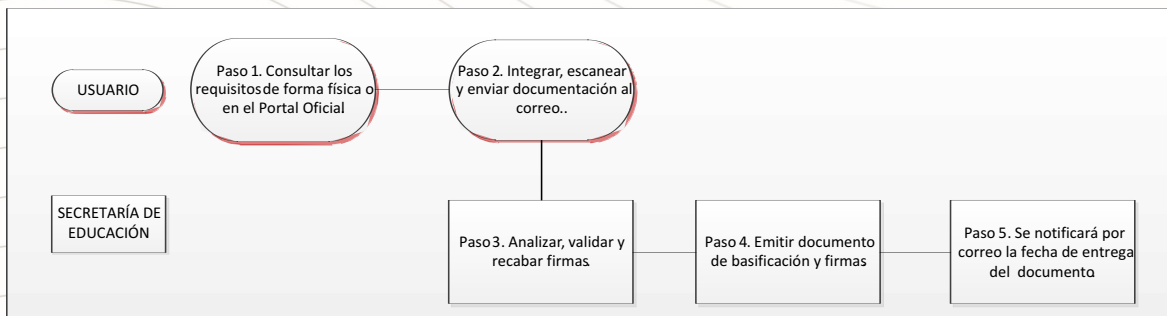 USUARIO
Paso 1. Consultar los
requisitos de forma física o
en el Portal Oficial
Paso 2. Integrar, escanear
y enviar documentación al
correo..
SECRETARÍA DE
EDUCACIÓN
Paso 3. Analizar, validar y
recabar firmas.
Paso 4. Emitir documento
de basificación y firmas
Paso 5. Se notificará por
correo la fecha de entrega
del documento.